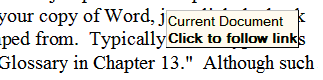 your copy of Word, j
Current Document
Click to follow link
ped from.  Typically
Glossary in Chapter 13."  Although such